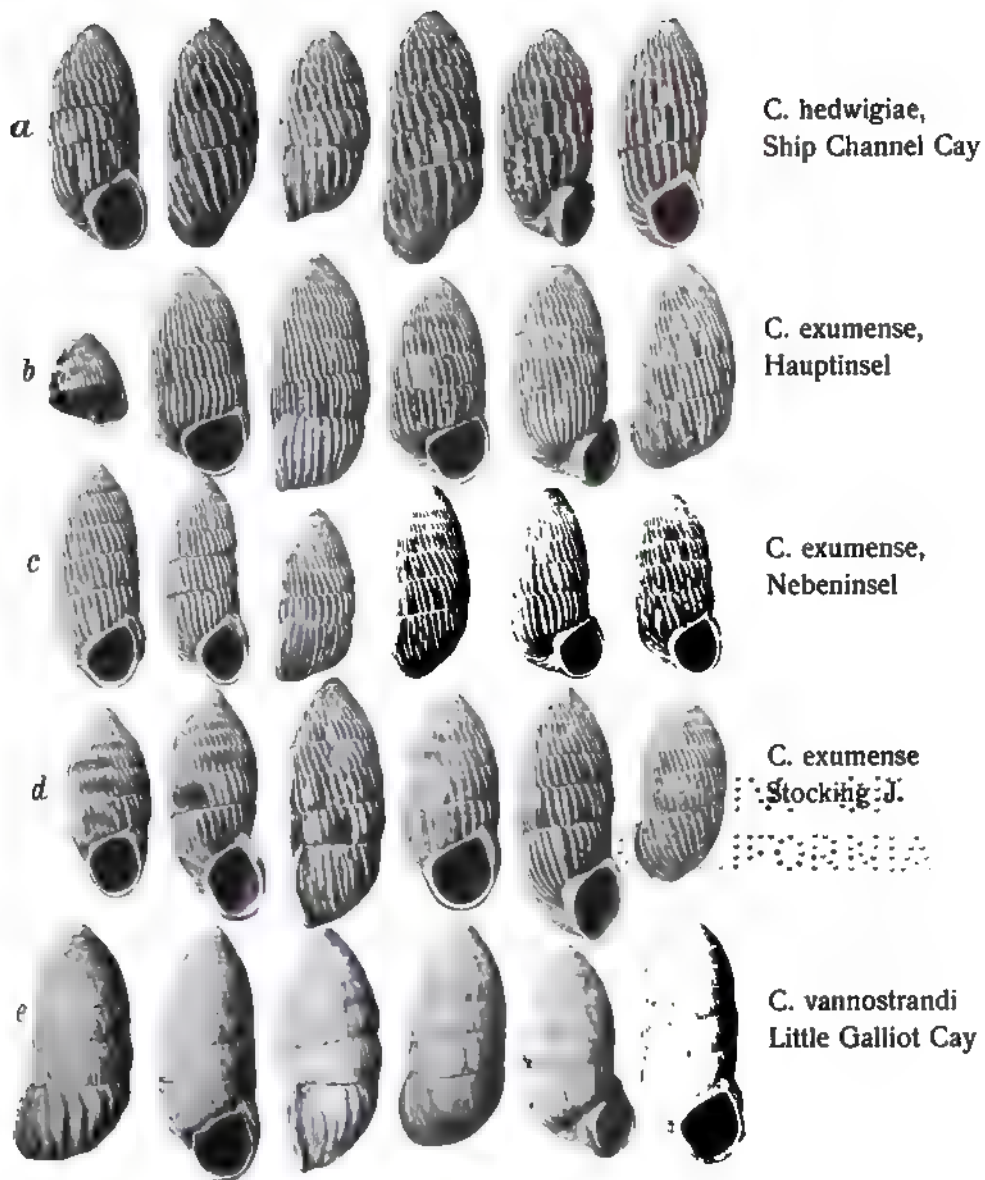 a
C. hedwigiae,
Ship Channel Cay
b
C. exumense,
Hauptinsel
c
C. exumense,
Nebeninsel
d
C. exumense
Stocking J.
e
C. vannostrandi
Little Galliot Cay